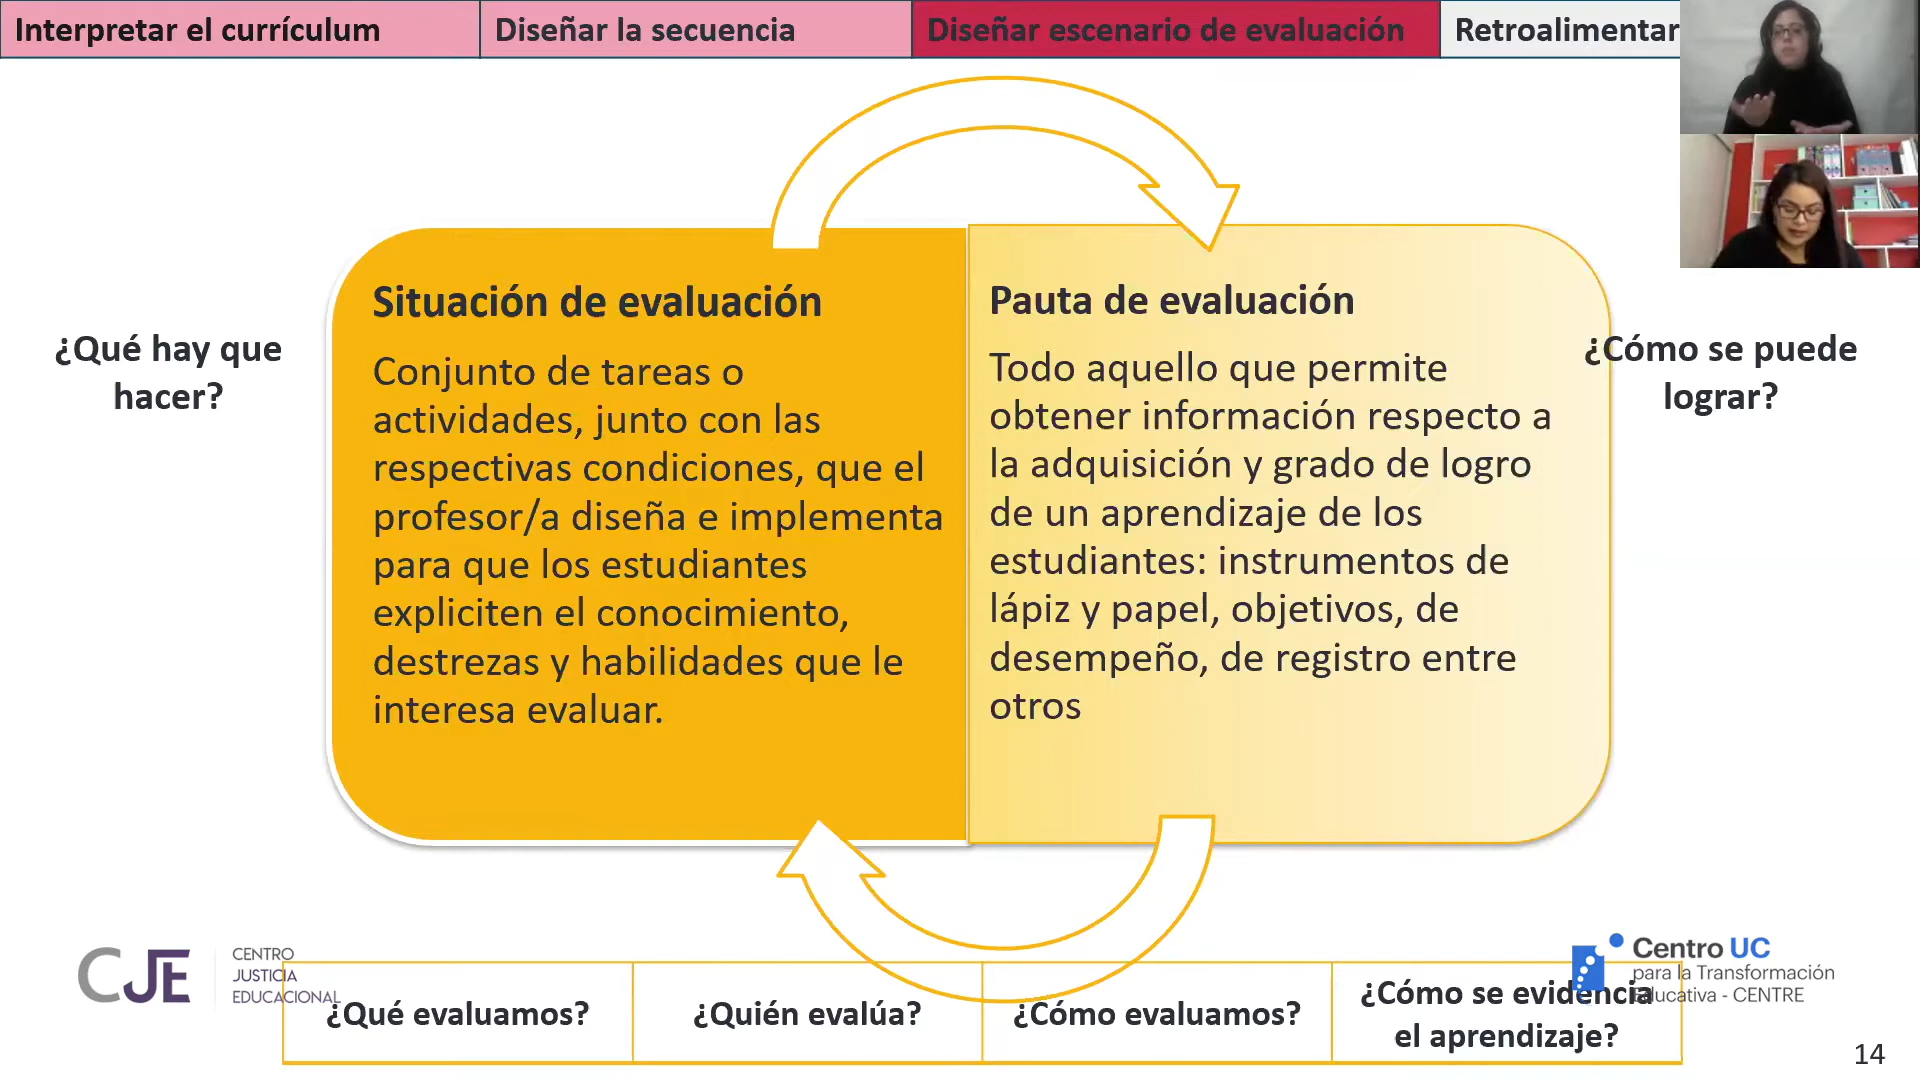 Interpretar el currículum
Diseñar la secuencia
Diseñar escenario de evaluación
Retroalimentar
¿Qué hay que
hacer?
Situación de evaluación
Conjunto de tareas o
actividades, junto con las
respectivas condiciones, que el
profesor/a diseña e implementa
para que los estudiantes
expliciten el conocimiento,
destrezas y habilidades que le
interesa evaluar.
Pauta de evaluación
Todo aquello que permite
obtener información respecto a
la adquisición y grado de logro
de un aprendizaje de los
estudiantes: instrumentos de
lápiz y papel, objetivos, de
desempeño, de registro entre
otros
¿Cómo se puede
lograr?
CJE
CENTRO
JUSTICIA
EDUCACIONAL
¿Qué evaluamos?
¿Quién evalúa?
¿Cómo evaluamos?
¿Cómo se evidencia
el aprendizaje?
Centro UC
para la Transformación
Educativa - CENTRE
14